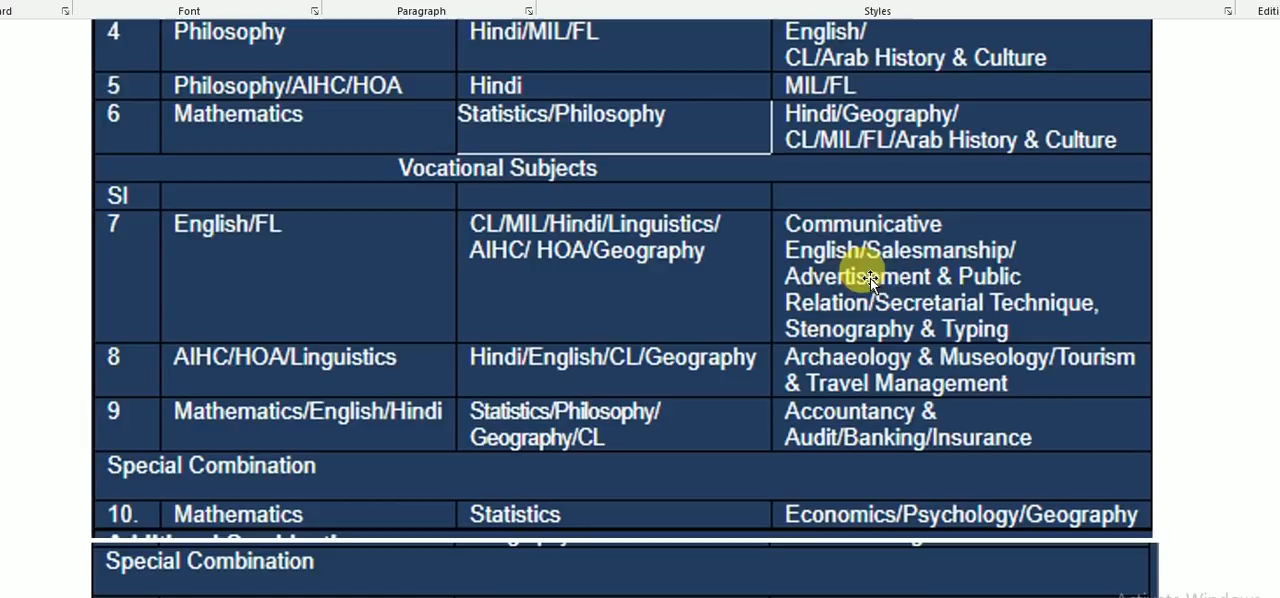 rd Font Paragraph Styles Editi
4 Philosophy Hindi/MIL/FL English/
CL/Arab History & Culture
5 Philosophy/AIHC/HOA Hindi MIL/FL
6 Mathematics Statistics/Philosophy Hindi/Geography/
CL/MIL/FL/Arab History & Culture
Vocational Subjects
SI
7 English/FL CL/MIL/Hindi/Linguistics/ Communicative
AIHC/ HOA/Geography English/Salesmanship/
Advertisement & Public
Relation/Secretarial Technique,
Stenography & Typing
8 AIHC/HOA/Linguistics Hindi/English/CL/Geography Archaeology & Museology/Tourism
& Travel Management
9 Mathematics/English/Hindi Statistics/Philosophy/ Accountancy &
Geography/CL Audit/Banking/Insurance
Special Combination
10. Mathematics Statistics Economics/Psychology/Geography
Special Combination